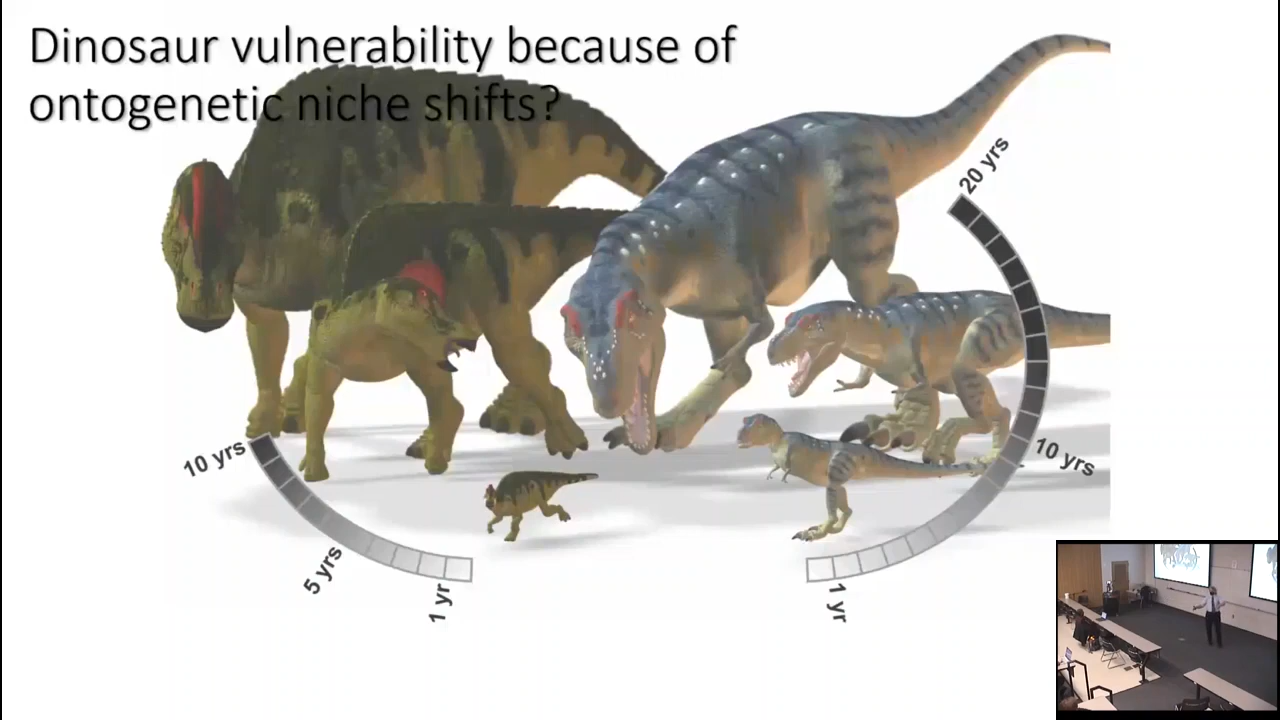 Dinosaur vulnerability because of
ontogenetic niche shifts?
20 yrs
10 yrs
10 yrs
5 yrs
1 yr
1 yr